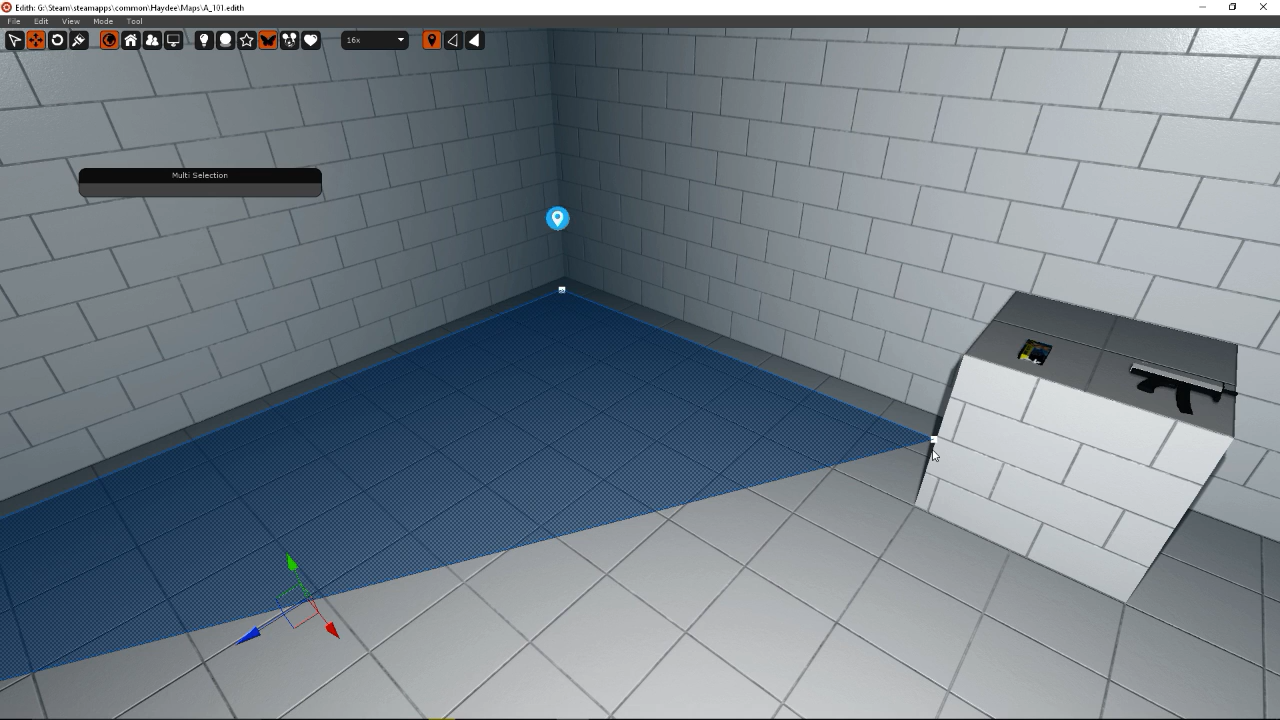 Edith: G:\Steam\steamapps\common\Haydee\Maps\A_101.edith
File Edit View Mode Tool
16x
Multi Selection